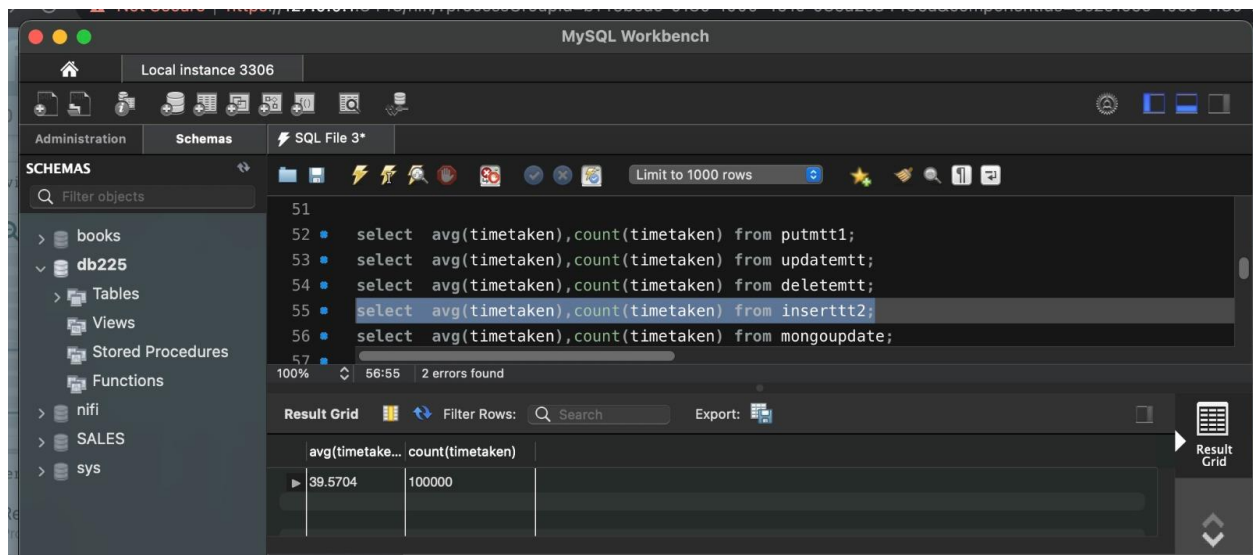 MySQL Workbench
Local instance 3306
Administration
Schemas
SQL File 3*
SCHEMAS
Filter objects
Limit to 1000 rows
books
db225
Tables
Views
Stored Procedures
Functions
nifi
SALES
sys
51
52 select avg(timetaken),count(timetaken) from putmtt1;
53 select avg(timetaken),count(timetaken) from updatemtt;
54 select avg(timetaken),count(timetaken) from deletemtt;
55 select avg(timetaken),count(timetaken) from inserttt2;
56 select avg(timetaken),count(timetaken) from mongoupdate;
57
100% 56:55 2 errors found
Result Grid Filter Rows: Search Export:
Result
Grid
avg(timetake... count(timetaken)
39.5704 100000